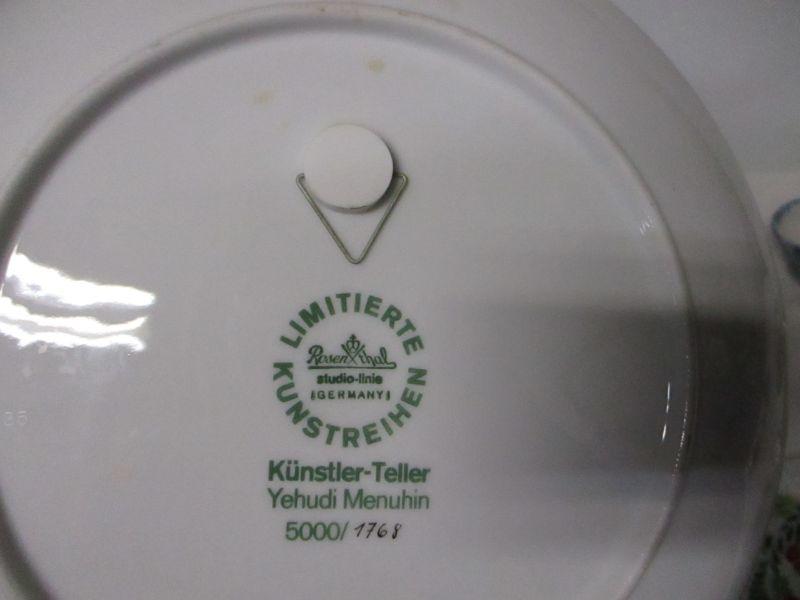 LIMITIERTE
Rosenthal
studio-linie
GERMANY
KUNSTREIHEN
Künstler-Teller
Yehudi Menuhin
5000/1768